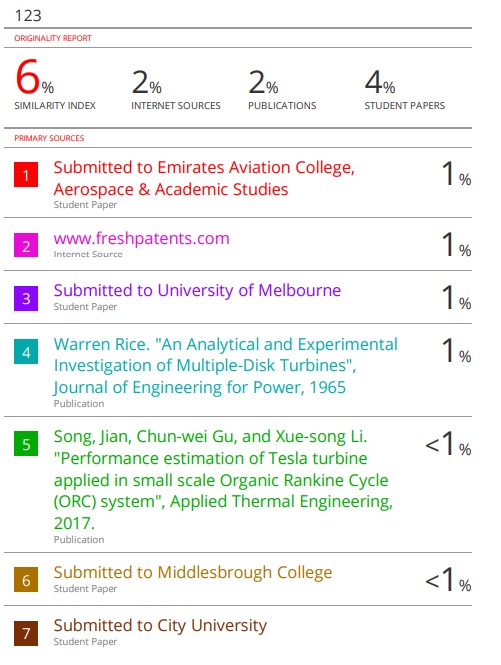 123
ORIGINALITY REPORT
6% 2% 2% 4%
SIMILARITY INDEX INTERNET SOURCES PUBLICATIONS STUDENT PAPERS
PRIMARY SOURCES
1 Submitted to Emirates Aviation College, 1%
Aerospace & Academic Studies
Student Paper
2 www.freshpatents.com 1%
Internet Source
3 Submitted to University of Melbourne 1%
Student Paper
4 Warren Rice. "An Analytical and Experimental 1%
Investigation of Multiple-Disk Turbines",
Journal of Engineering for Power, 1965
Publication
5 Song, Jian, Chun-wei Gu, and Xue-song Li. <1%
"Performance estimation of Tesla turbine
applied in small scale Organic Rankine Cycle
(ORC) system", Applied Thermal Engineering,
2017.
Publication
6 Submitted to Middlesbrough College <1%
Student Paper
7 Submitted to City University
Student Paper